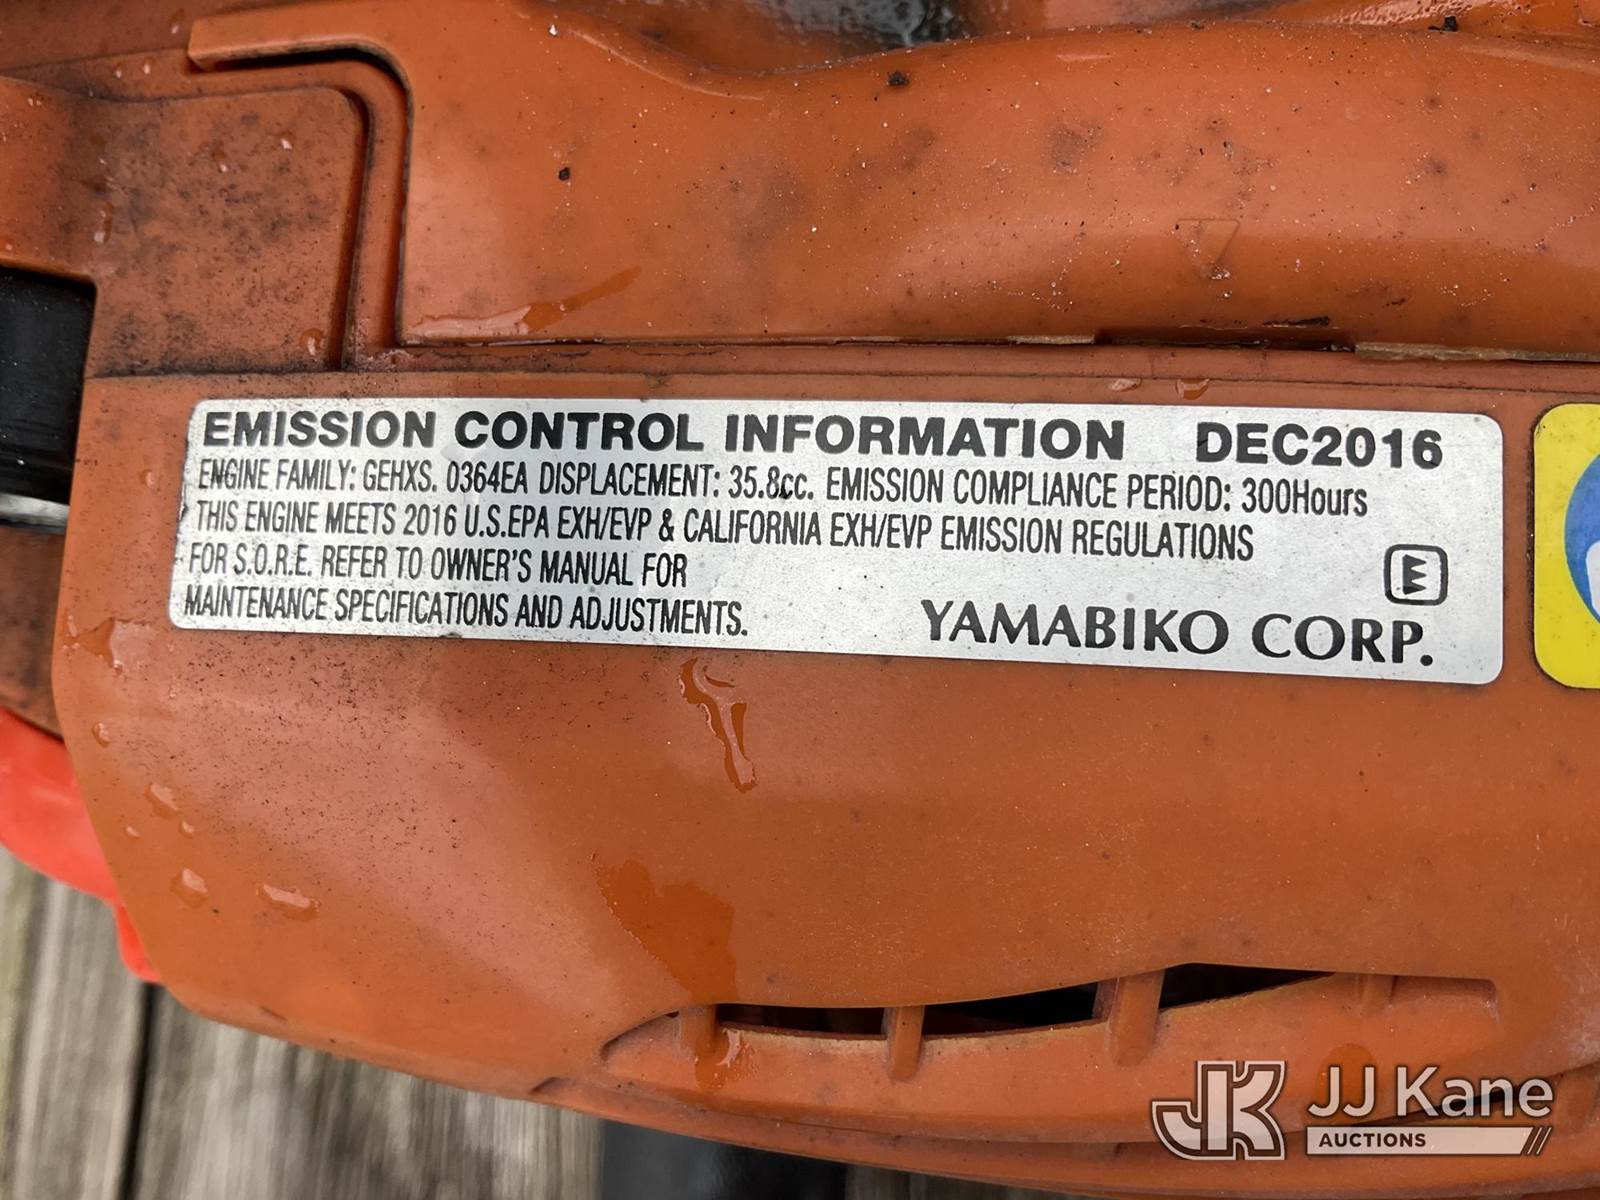 EMISSION CONTROL INFORMATION DEC2016
ENGINE FAMILY: GEHXS. 0364EA DISPLACEMENT: 35.8cc. EMISSION COMPLIANCE PERIOD: 300Hours
THIS ENGINE MEETS 2016 U.S.EPA EXH/EVP & CALIFORNIA EXH/EVP EMISSION REGULATIONS
FOR S.O.R.E. REFER TO OWNER'S MANUAL FOR
MAINTENANCE SPECIFICATIONS AND ADJUSTMENTS.
YAMABIKO CORP.
JK JJ Kane
AUCTIONS